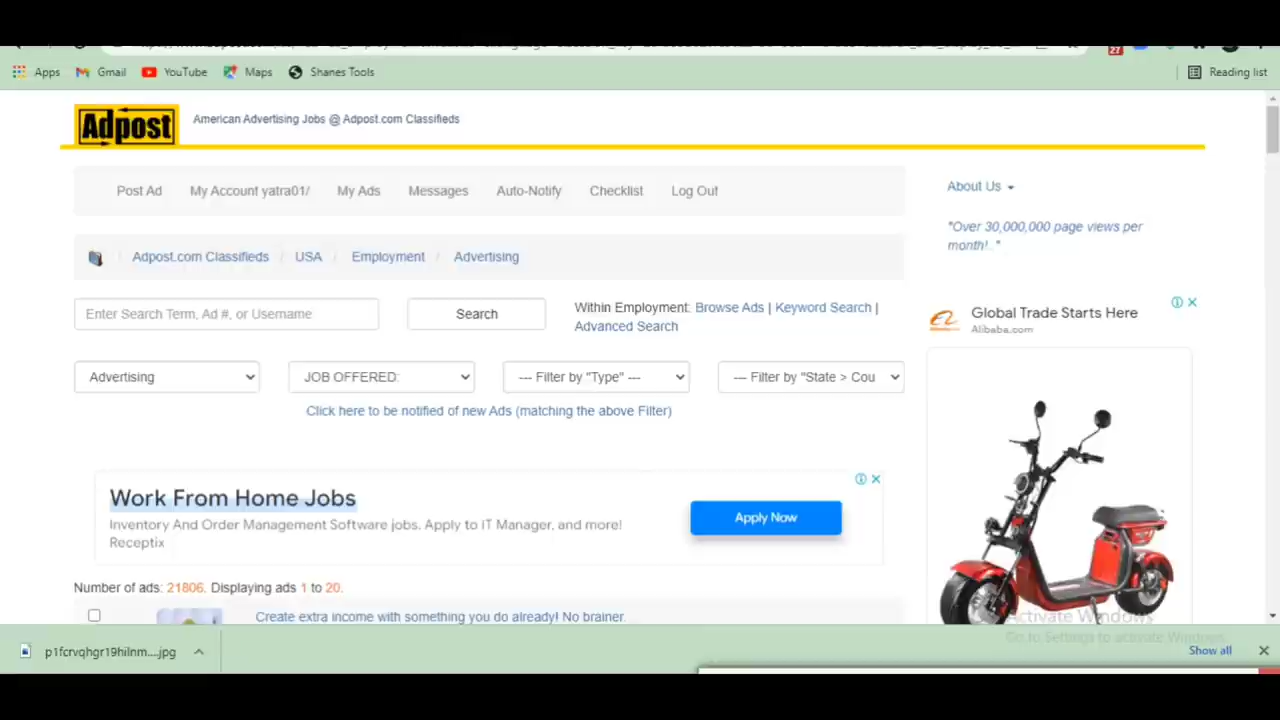 27
Apps Gmail YouTube Maps Shanes Tools Reading list
Adpost American Advertising Jobs @ Adpost.com Classifieds
Post Ad My Account yatra01/ My Ads Messages Auto-Notify Checklist Log Out
About Us
"Over 30,000,000 page views per
month!.."
/ Adpost.com Classifieds / USA / Employment / Advertising
Enter Search Term, Ad #, or Username Search
Within Employment: Browse Ads | Keyword Search |
Advanced Search
Global Trade Starts Here
Alibaba.com
Advertising JOB OFFERED: --- Filter by "Type" --- --- Filter by "State > Cou
Click here to be notified of new Ads (matching the above Filter)
Work From Home Jobs
Inventory And Order Management Software jobs. Apply to IT Manager, and more!
Receptix
Apply Now
Number of ads: 21806. Displaying ads 1 to 20.
Create extra income with something you do already! No brainer.
Activate Windows
Go to Settings to activate Windows.
p1fcrvqhgr19hilnm....jpg
Show all